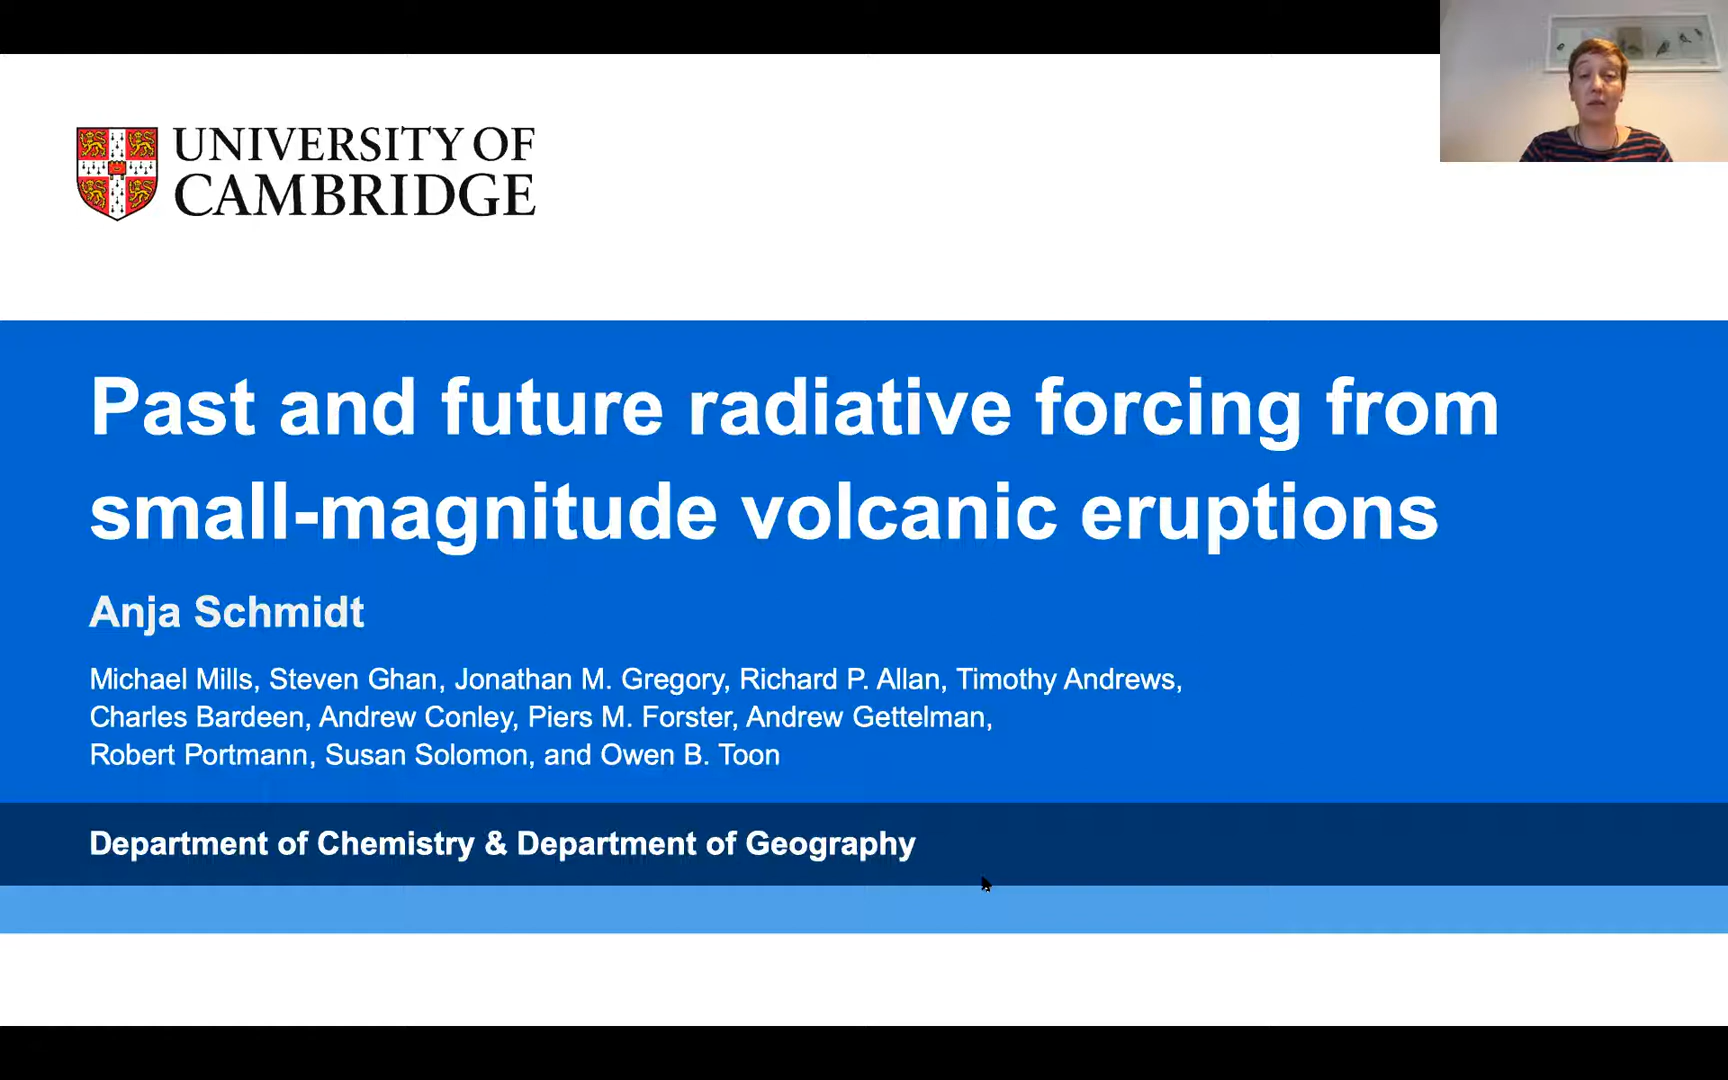 UNIVERSITY OF
CAMBRIDGE
Past and future radiative forcing from
small-magnitude volcanic eruptions
Anja Schmidt
Michael Mills, Steven Ghan, Jonathan M. Gregory, Richard P. Allan, Timothy Andrews,
Charles Bardeen, Andrew Conley, Piers M. Forster, Andrew Gettelman,
Robert Portmann, Susan Solomon, and Owen B. Toon
Department of Chemistry & Department of Geography